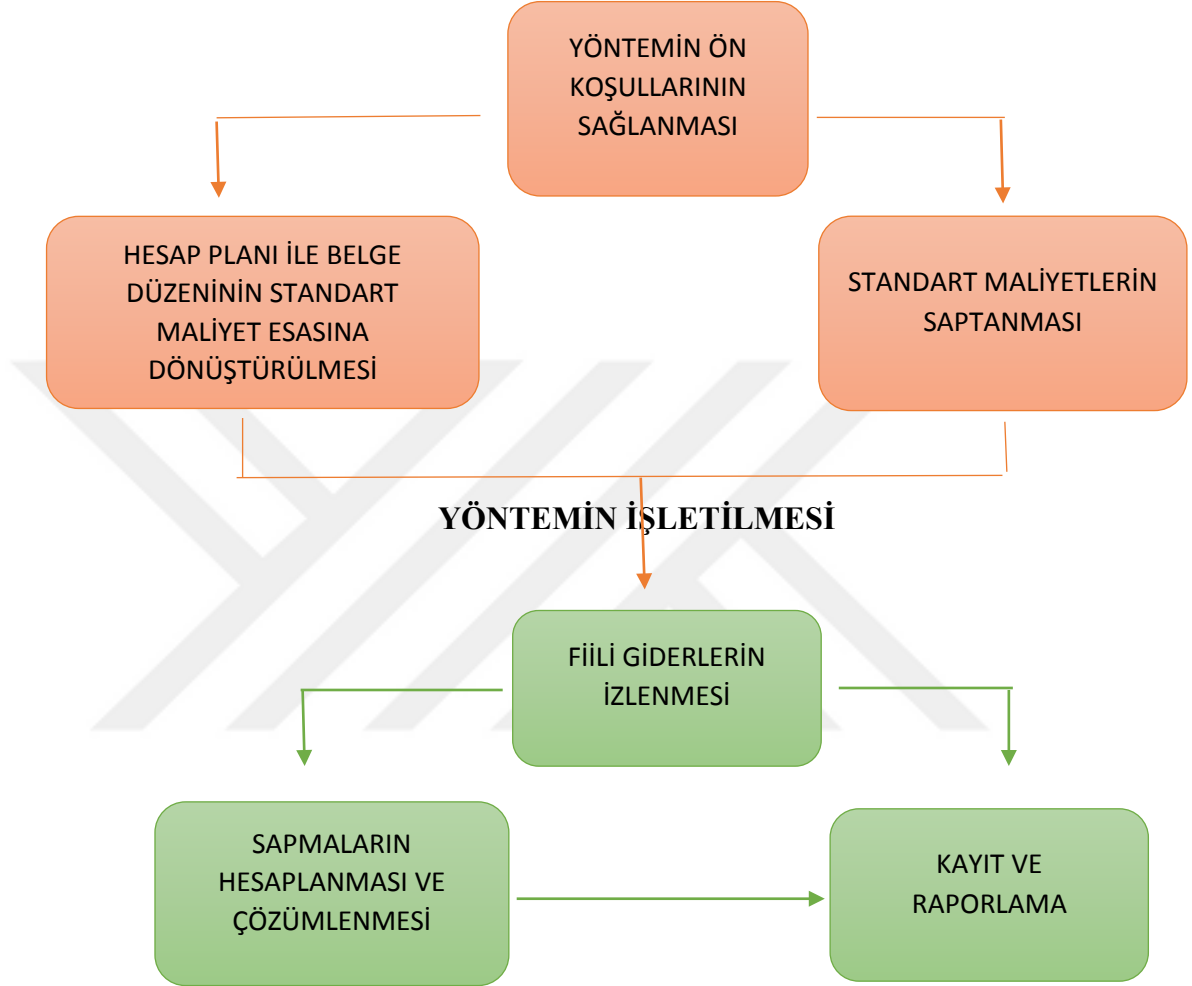 YÖNTEMİN ÖN
KOŞULLARININ
SAĞLANMASI
HESAP PLANI İLE BELGE
DÜZENİNİN STANDART
MALİYET ESASINA
DÖNÜŞTÜRÜLMESİ
STANDART MALİYETLERİN
SAPTANMASI
YÖNTEMİN İŞLETİLMESİ
FİİLİ GİDERLERİN
İZLENMESİ
SAPMALARIN
HESAPLANMASI VE
ÇÖZÜMLENMESİ
KAYIT VE
RAPORLAMA